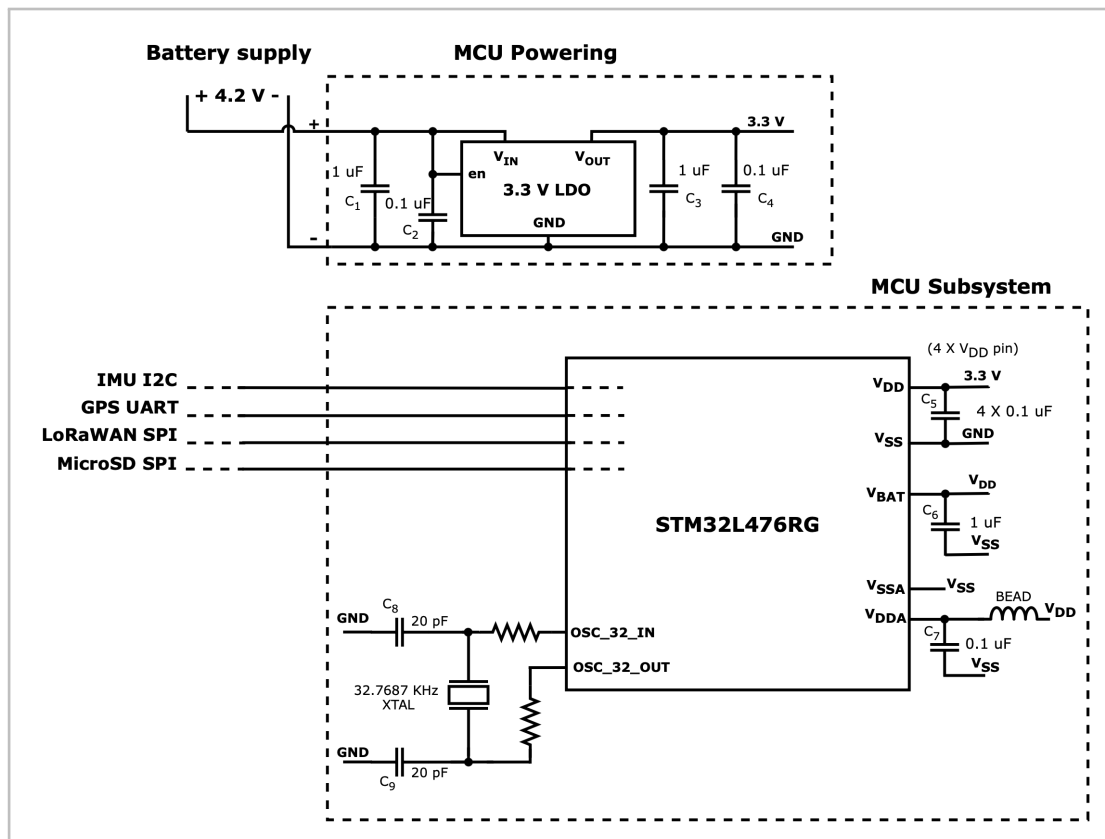 Battery supply
MCU Powering
+ 4.2 V -
+
3.3 V
V_IN
V_OUT
1 uF
1 uF
0.1 uF
en
3.3 V LDO
C_1
0.1 uF
C_3
C_4
GND
C_2
-
GND
MCU Subsystem
(4 X V_DD pin)
IMU I2C
V_DD
3.3 V
C_5
GPS UART
4 X 0.1 uF
LoRaWAN SPI
V_SS
GND
MicroSD SPI
V_BAT
V_DD
C_6
STM32L476RG
1 uF
V_SS
V_SSA
V_SS
BEAD
C_8
GND
20 pF
V_DDA
V_DD
OSC_32_IN
C_7
0.1 uF
OSC_32_OUT
V_SS
32.7687 KHz
XTAL
GND
20 pF
C_9